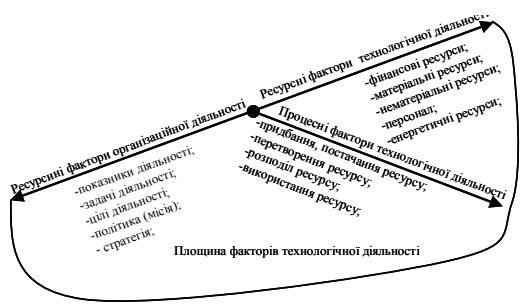 Ресурсні фактори технологічної діяльності
-фінансові ресурси;
-матеріальні ресурси;
-нематеріальні ресурси;
-персонал;
-енергетичні ресурси;
Процесні фактори технологічної діяльності
-придбання, постачання ресурсу;
-перетворення ресурсу;
-розподіл ресурсу;
-використання ресурсу;
Ресурсині фактори організаційної діяльності
-показники діяльності;
-задачі діяльності;
-цілі діяльності;
-політика (місія);
- стратегія;
Площина факторів технологічної діяльності